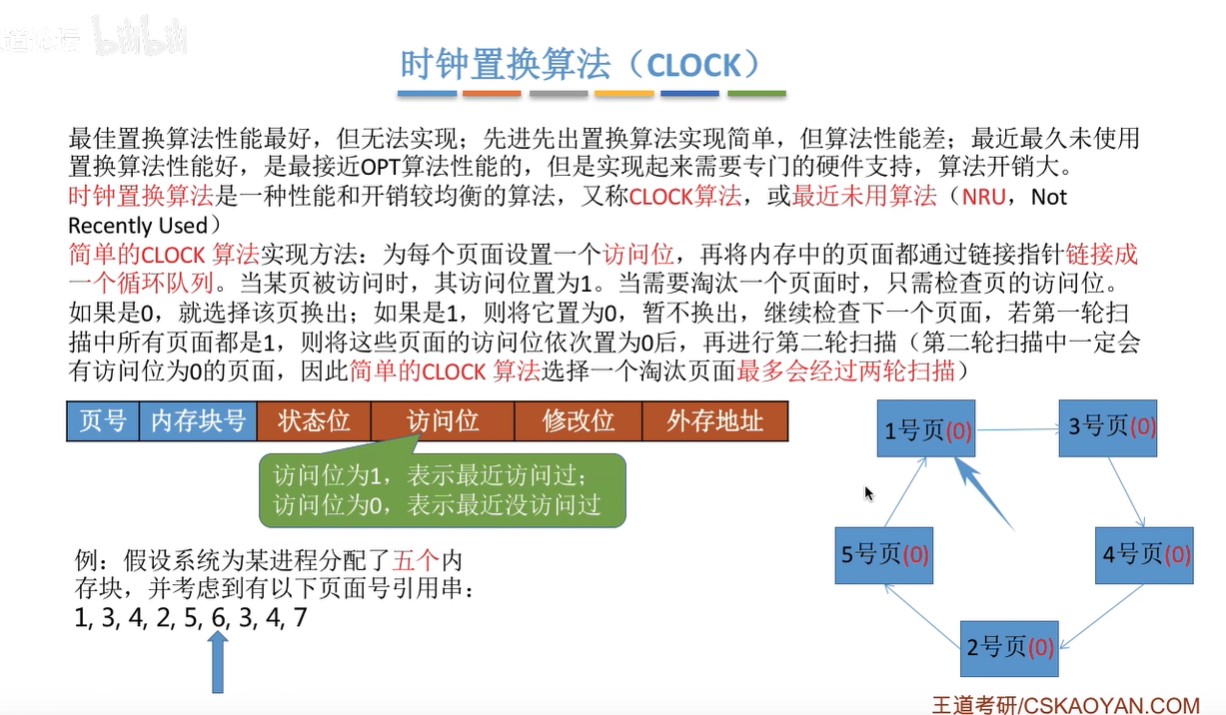 bilibili
时钟置换算法（CLOCK）
最佳置换算法性能最好，但无法实现；先进先出置换算法实现简单，但算法性能差；最近最久未使用
置换算法性能好，是最接近OPT算法性能的，但是实现起来需要专门的硬件支持，算法开销大。
时钟置换算法是一种性能和开销较均衡的算法，又称CLOCK算法，或最近未用算法（NRU，Not
Recently Used）
简单的CLOCK 算法实现方法：为每个页面设置一个访问位，再将内存中的页面都通过链接指针链接成
一个循环队列。当某页被访问时，其访问位置为1。当需要淘汰一个页面时，只需检查页的访问位。
如果是0，就选择该页换出；如果是1，则将它置为0，暂不换出，继续检查下一个页面，若第一轮扫
描中所有页面都是1，则将这些页面的访问位依次置为0后，再进行第二轮扫描（第二轮扫描中一定会
有访问位为0的页面，因此简单的CLOCK 算法选择一个淘汰页面最多会经过两轮扫描）
页号 内存块号 状态位 访问位 修改位 外存地址
访问位为1，表示最近访问过；
访问位为0，表示最近没访问过
例：假设系统为某进程分配了五个内
存块，并考虑到有以下页面号引用串：
1, 3, 4, 2, 5, 6, 3, 4, 7
1号页(0)
3号页(0)
5号页(0)
4号页(0)
2号页(0)
王道考研/CSKAOYAN.COM